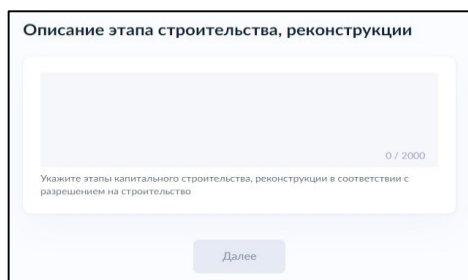 Описание этапа строительства, реконструкции
0 / 2000
Укажите этапы капитального строительства, реконструкции в соответствии с
разрешением на строительство
Далее